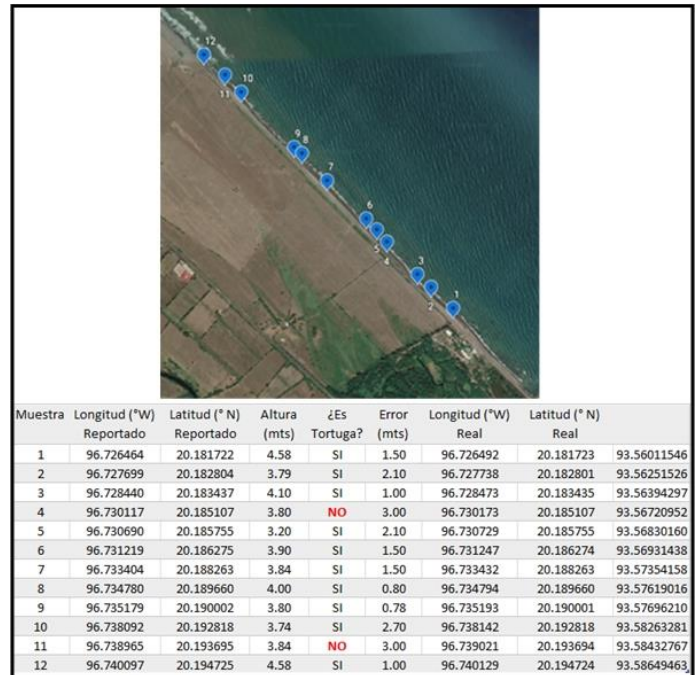 12
10
11
9 8
7
6
5
4
3
2
1
Muestra Longitud (°W) Latitud (° N) Altura ¿Es Error Longitud (°W) Latitud (° N)
Reportado Reportado (mts) Tortuga? (mts) Real Real
1 96.726464 20.181722 4.58 SI 1.50 96.726492 20.181723 93.56011546
2 96.727699 20.182804 3.79 SI 2.10 96.727738 20.182801 93.56251526
3 96.728440 20.183437 4.10 SI 1.00 96.728473 20.183435 93.56394297
4 96.730117 20.185107 3.80 NO 3.00 96.730173 20.185107 93.56720952
5 96.730690 20.185755 3.20 SI 2.10 96.730729 20.185755 93.56830160
6 96.731219 20.186275 3.90 SI 1.50 96.731247 20.186274 93.56931438
7 96.733404 20.188263 3.84 SI 1.50 96.733432 20.188263 93.57354158
8 96.734780 20.189660 4.00 SI 0.80 96.734794 20.189660 93.57619016
9 96.735179 20.190002 3.80 SI 0.78 96.735193 20.190001 93.57696210
10 96.738092 20.192818 3.74 SI 2.70 96.738142 20.192818 93.58263281
11 96.738965 20.193695 3.84 NO 3.00 96.739021 20.193694 93.58432767
12 96.740097 20.194725 4.58 SI 1.00 96.740129 20.194724 93.58649463